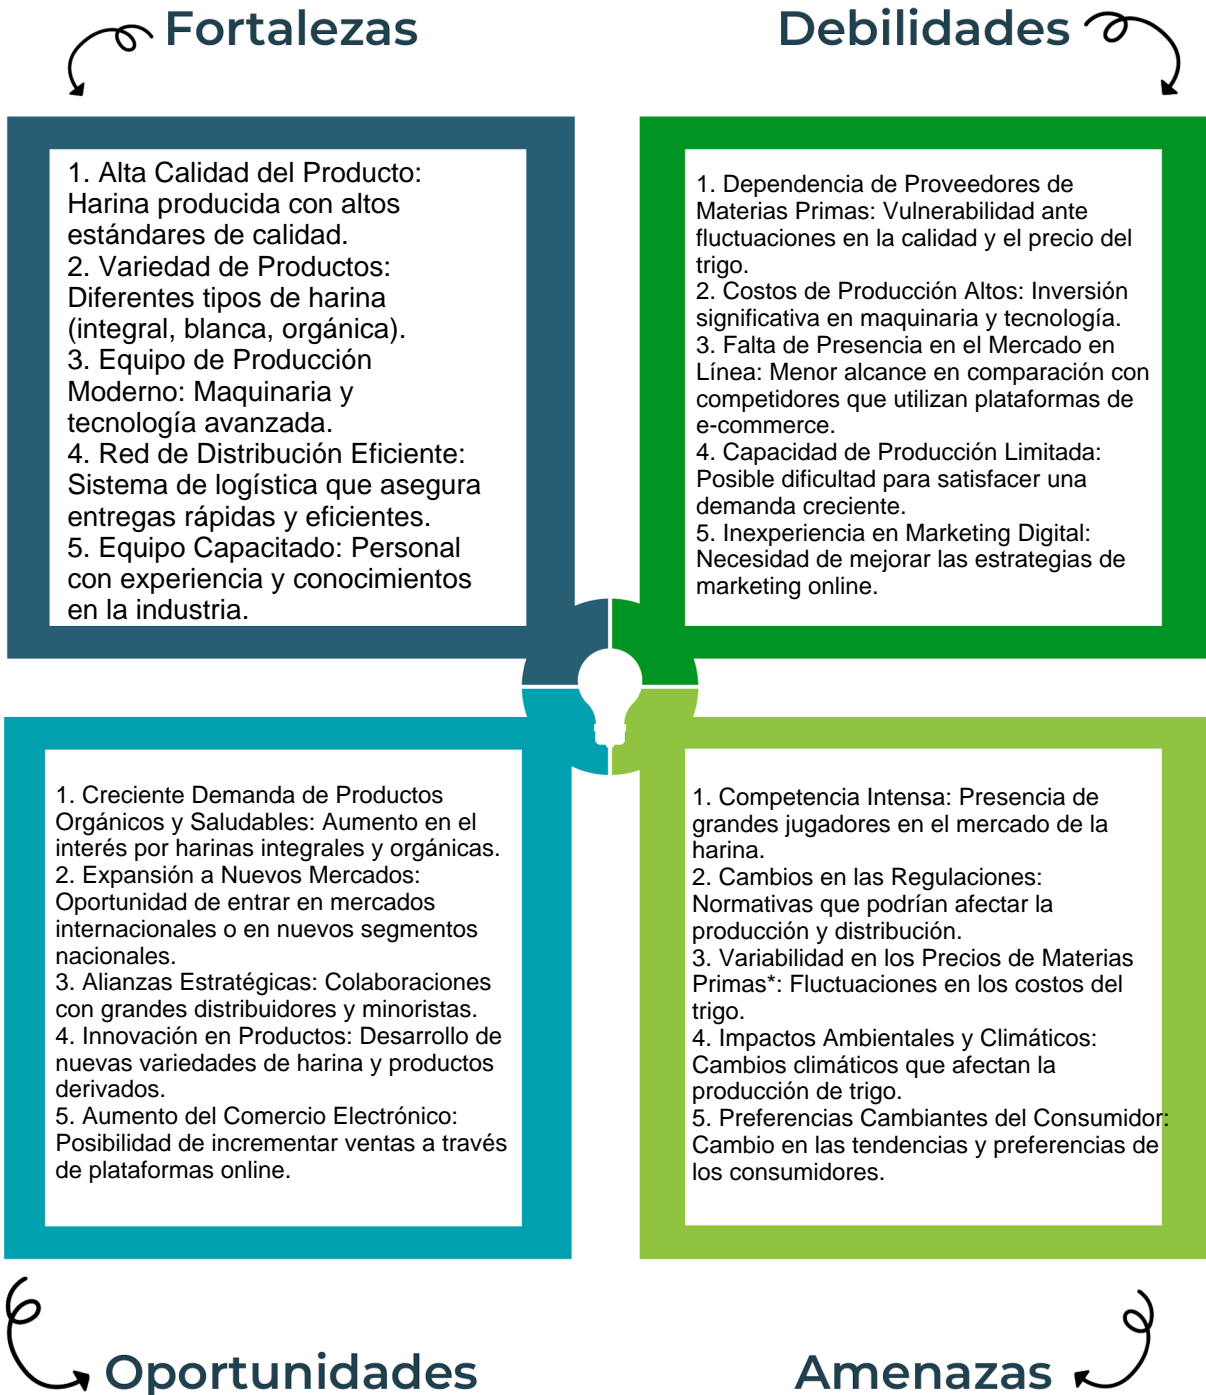 Fortalezas
1. Alta Calidad del Producto:
Harina producida con altos
estándares de calidad.
2. Variedad de Productos:
Diferentes tipos de harina
(integral, blanca, orgánica).
3. Equipo de Producción
Moderno: Maquinaria y
tecnología avanzada.
4. Red de Distribución Eficiente:
Sistema de logística que asegura
entregas rápidas y eficientes.
5. Equipo Capacitado: Personal
con experiencia y conocimientos
en la industria.
Debilidades
1. Dependencia de Proveedores de
Materias Primas: Vulnerabilidad ante
fluctuaciones en la calidad y el precio del
trigo.
2. Costos de Producción Altos: Inversión
significativa en maquinaria y tecnología.
3. Falta de Presencia en el Mercado en
Línea: Menor alcance en comparación con
competidores que utilizan plataformas de
e-commerce.
4. Capacidad de Producción Limitada:
Posible dificultad para satisfacer una
demanda creciente.
5. Inexperiencia en Marketing Digital:
Necesidad de mejorar las estrategias de
marketing online.
1. Creciente Demanda de Productos
Orgánicos y Saludables: Aumento en el
interés por harinas integrales y orgánicas.
2. Expansión a Nuevos Mercados:
Oportunidad de entrar en mercados
internacionales o en nuevos segmentos
nacionales.
3. Alianzas Estratégicas: Colaboraciones
con grandes distribuidores y minoristas.
4. Innovación en Productos: Desarrollo de
nuevas variedades de harina y productos
derivados.
5. Aumento del Comercio Electrónico:
Posibilidad de incrementar ventas a través
de plataformas online.
Oportunidades
1. Competencia Intensa: Presencia de
grandes jugadores en el mercado de la
harina.
2. Cambios en las Regulaciones:
Normativas que podrían afectar la
producción y distribución.
3. Variabilidad en los Precios de Materias
Primas*: Fluctuaciones en los costos del
trigo.
4. Impactos Ambientales y Climáticos:
Cambios climáticos que afectan la
producción de trigo.
5. Preferencias Cambiantes del Consumidor:
Cambio en las tendencias y preferencias de
los consumidores.
Amenazas